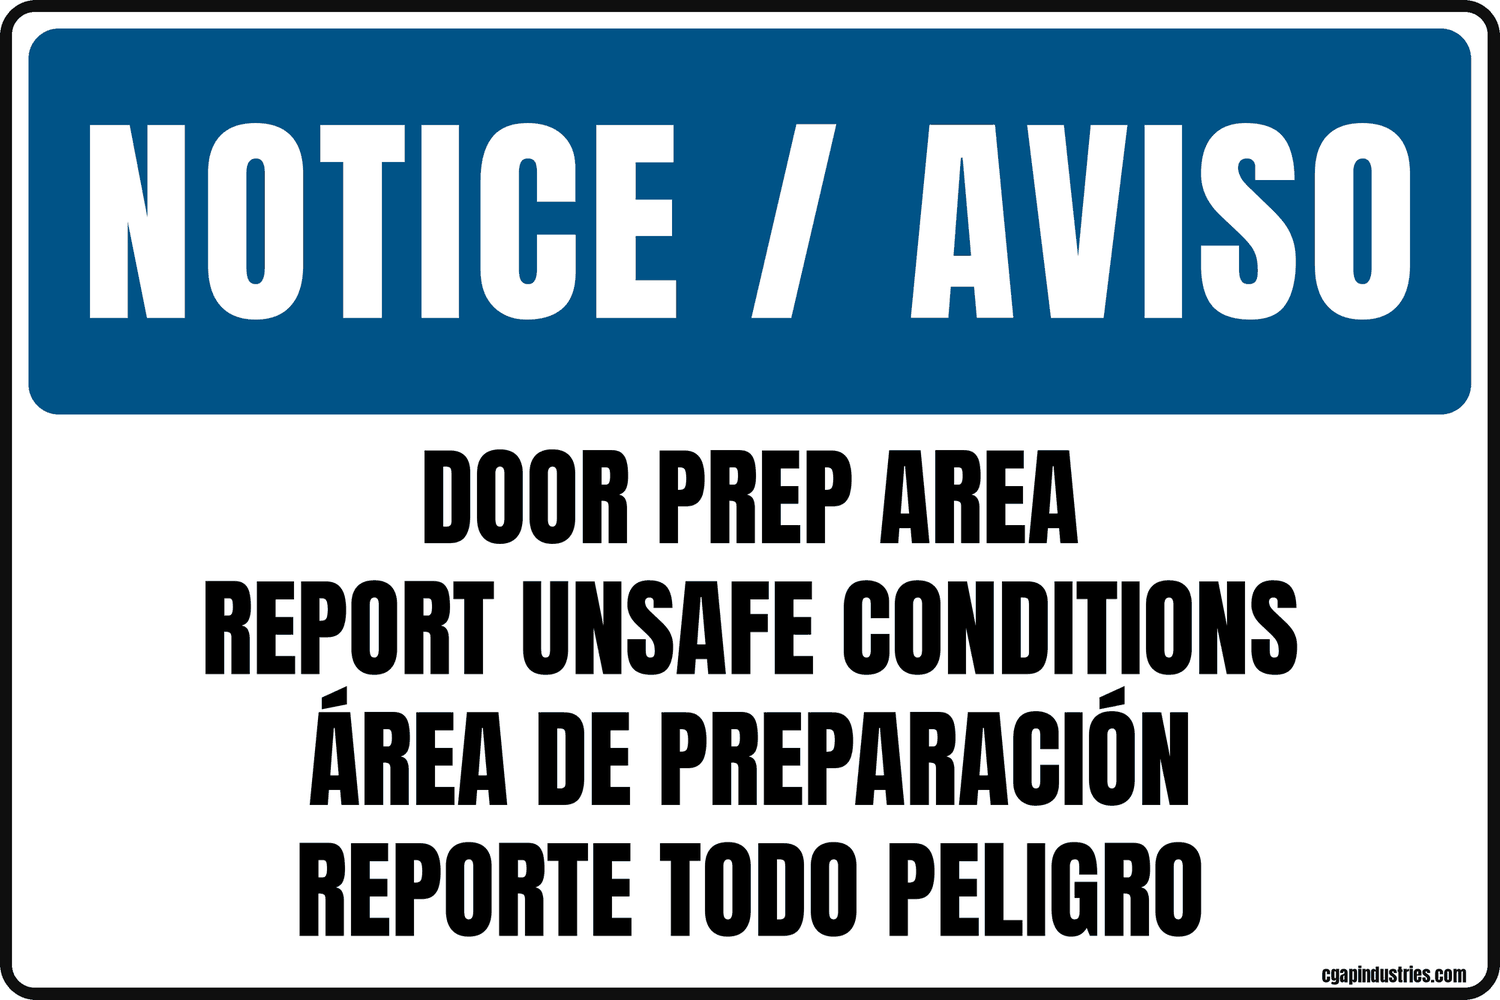 NOTICE / AVISO
DOOR PREP AREA
REPORT UNSAFE CONDITIONS
ÁREA DE PREPARACIÓN
REPORTE TODO PELIGRO
cgapindustries.com